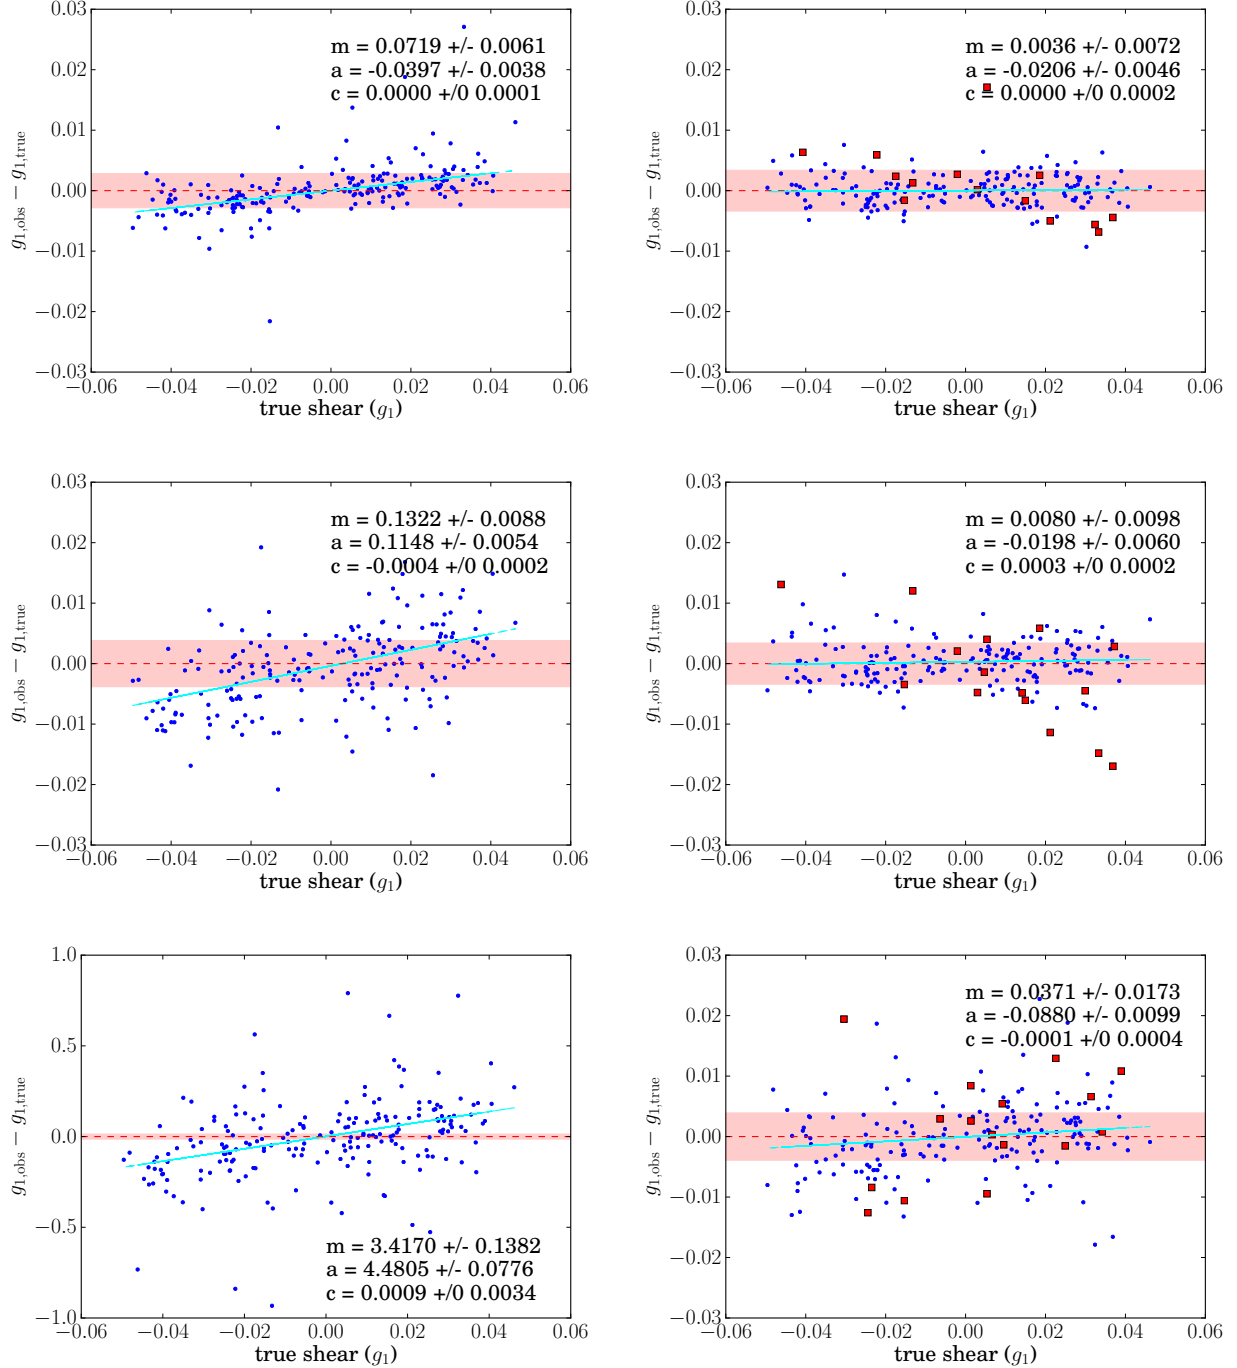 0.03
0.02
0.01
0.00
−0.01
−0.02
−0.03
g1,obs − g1,true
m = 0.0719 +/- 0.0061
a = -0.0397 +/- 0.0038
c = 0.0000 +/0 0.0001
−0.06 −0.04 −0.02 0.00 0.02 0.04 0.06
true shear (g1)
0.03
0.02
0.01
0.00
−0.01
−0.02
−0.03
g1,obs − g1,true
m = 0.0036 +/- 0.0072
a = -0.0206 +/- 0.0046
c = 0.0000 +/0 0.0002
−0.06 −0.04 −0.02 0.00 0.02 0.04 0.06
true shear (g1)
0.03
0.02
0.01
0.00
−0.01
−0.02
−0.03
g1,obs − g1,true
m = 0.1322 +/- 0.0088
a = 0.1148 +/- 0.0054
c = -0.0004 +/0 0.0002
−0.06 −0.04 −0.02 0.00 0.02 0.04 0.06
true shear (g1)
0.03
0.02
0.01
0.00
−0.01
−0.02
−0.03
g1,obs − g1,true
m = 0.0080 +/- 0.0098
a = -0.0198 +/- 0.0060
c = 0.0003 +/0 0.0002
−0.06 −0.04 −0.02 0.00 0.02 0.04 0.06
true shear (g1)
1.0
0.5
0.0
−0.5
−1.0
g1,obs − g1,true
m = 3.4170 +/- 0.1382
a = 4.4805 +/- 0.0776
c = 0.0009 +/0 0.0034
−0.06 −0.04 −0.02 0.00 0.02 0.04 0.06
true shear (g1)
0.03
0.02
0.01
0.00
−0.01
−0.02
−0.03
g1,obs − g1,true
m = 0.0371 +/- 0.0173
a = -0.0880 +/- 0.0099
c = -0.0001 +/0 0.0004
−0.06 −0.04 −0.02 0.00 0.02 0.04 0.06
true shear (g1)